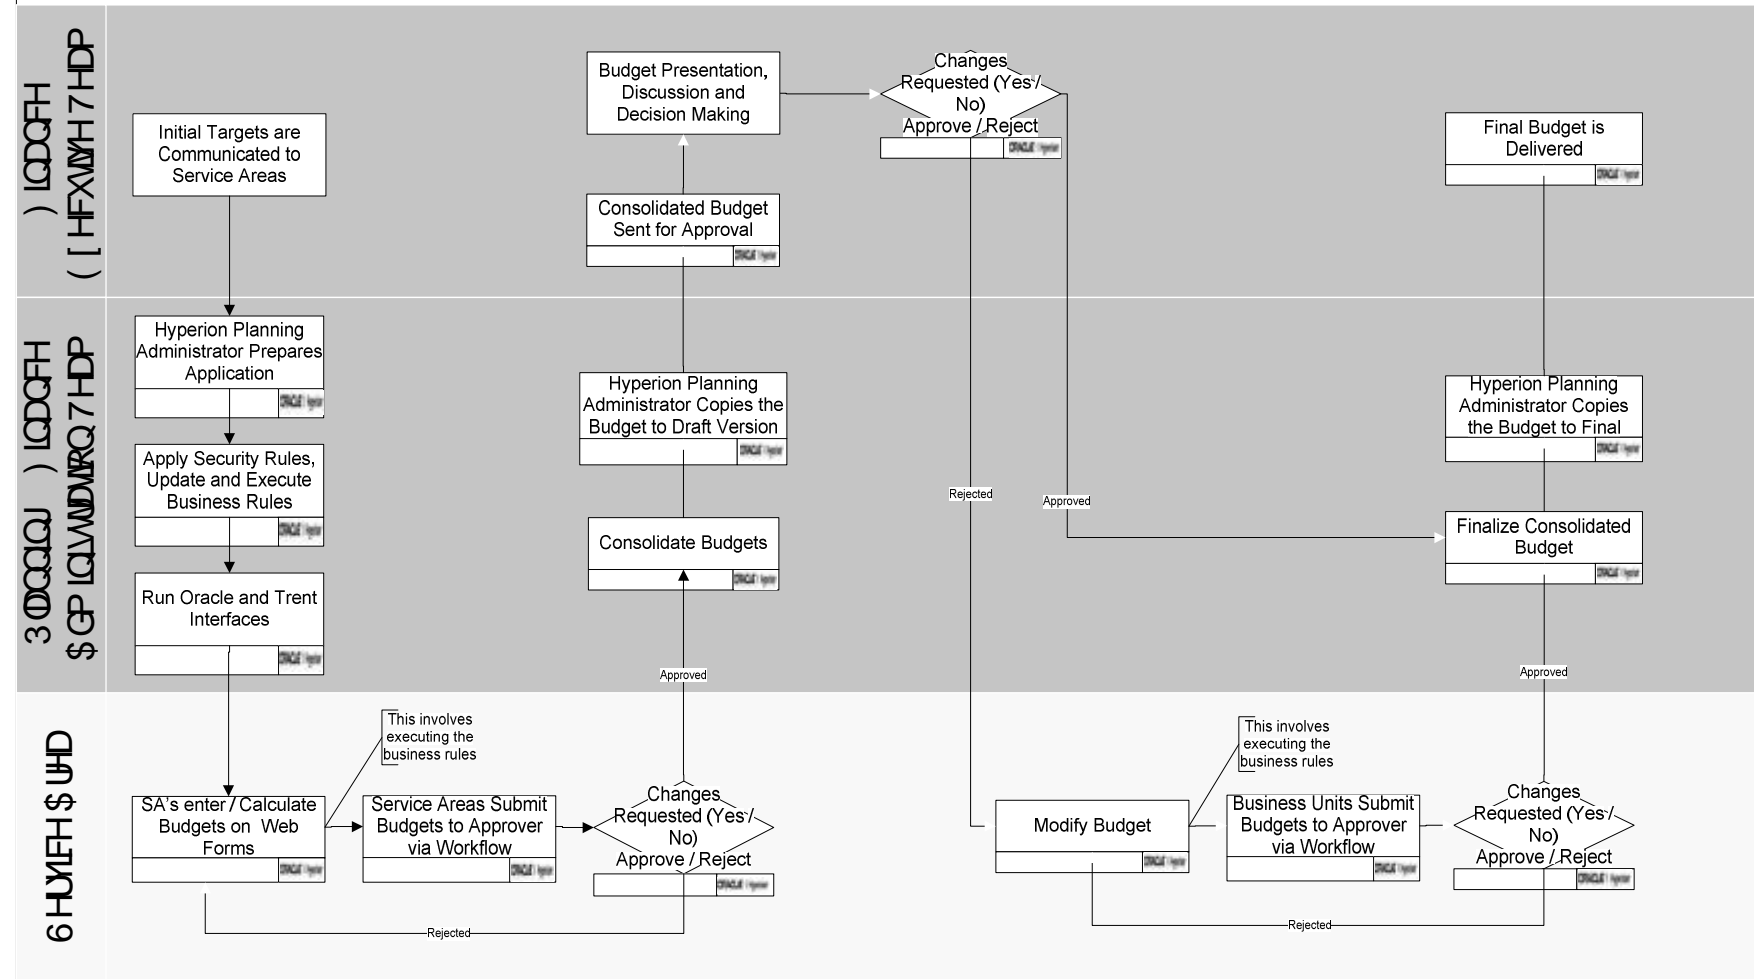 Initial Targets are
Communicated to
Service Areas
Budget Presentation,
Discussion and
Decision Making
Changes
Requested (Yes /
No)
Approve / Reject
Final Budget is
Delivered
Consolidated Budget
Sent for Approval
Hyperion Planning
Administrator Prepares
Application
Apply Security Rules,
Update and Execute
Business Rules
Run Oracle and Trent
Interfaces
Hyperion Planning
Administrator Copies the
Budget to Draft Version
Consolidate Budgets
Approved
Rejected
Approved
Hyperion Planning
Administrator Copies
the Budget to Final
Finalize Consolidated
Budget
Approved
This involves
executing the
business rules
SA's enter / Calculate
Budgets on Web
Forms
Service Areas Submit
Budgets to Approver
via Workflow
Changes
Requested (Yes /
No)
Approve / Reject
Rejected
This involves
executing the
business rules
Modify Budget
Business Units Submit
Budgets to Approver
via Workflow
Changes
Requested (Yes /
No)
Approve / Reject
Rejected